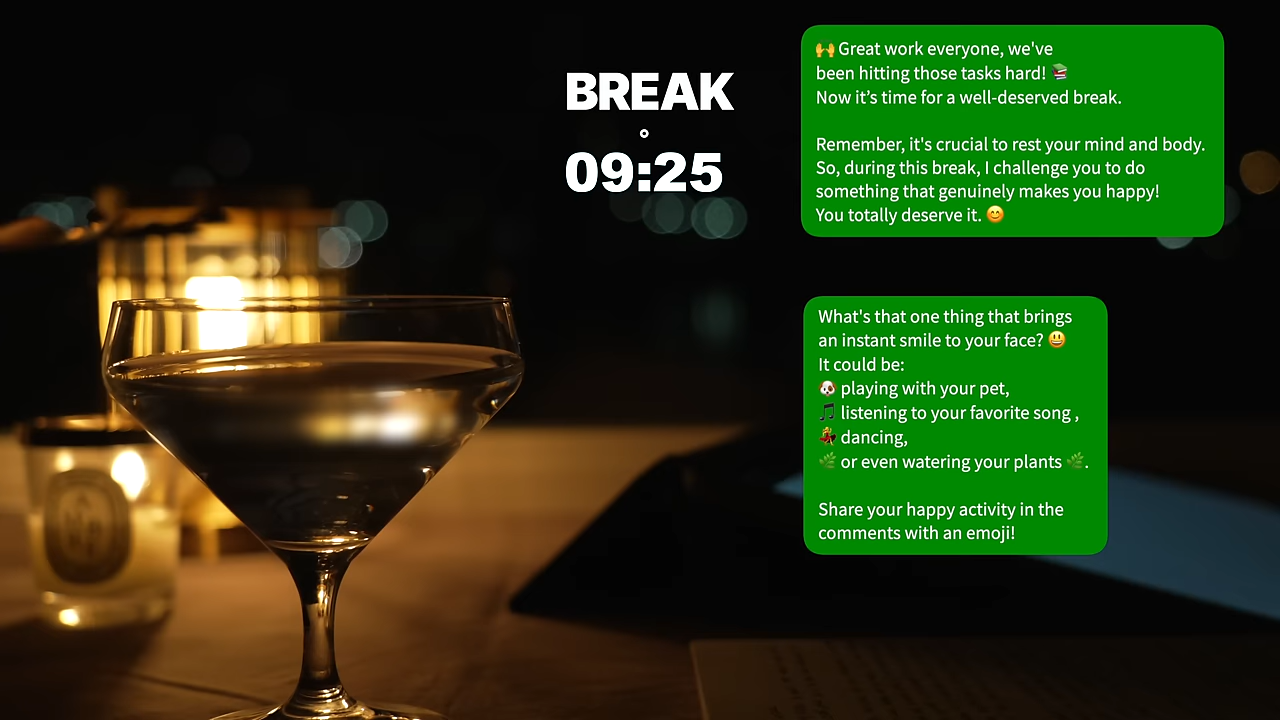 BREAK
09:25
🙌 Great work everyone, we've
been hitting those tasks hard! 📚
Now it’s time for a well-deserved break.
Remember, it's crucial to rest your mind and body.
So, during this break, I challenge you to do
something that genuinely makes you happy!
You totally deserve it. 😊
What's that one thing that brings
an instant smile to your face? 😃
It could be:
🐶 playing with your pet,
🎵 listening to your favorite song ,
💃 dancing,
🌿 or even watering your plants 🌿.
Share your happy activity in the
comments with an emoji!